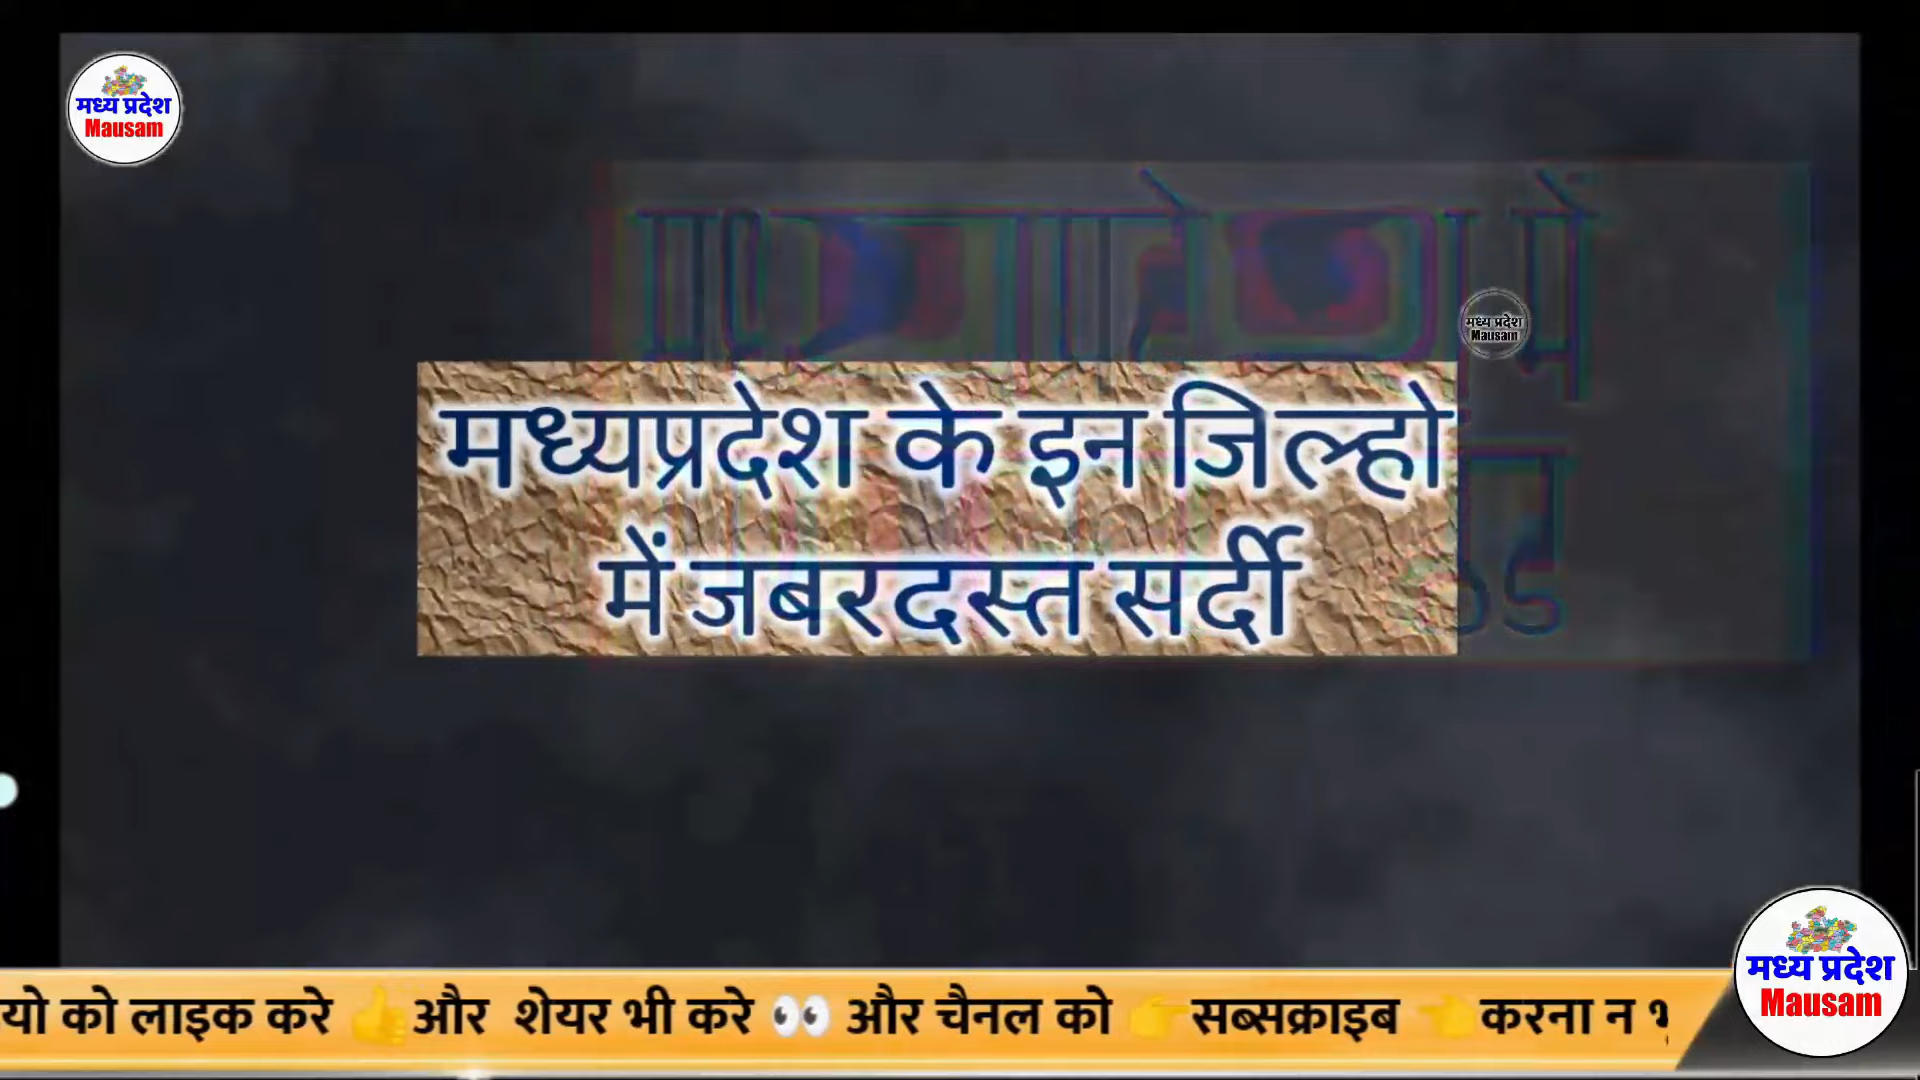 मध्य प्रदेश
Mausam
मध्य प्रदेश
Mausam
मध्यप्रदेश के इन जिल्हो
में जबरदस्त सर्दी
को लाइक करे 👍और शेयर भी करे 👀 और चैनल को 👉सब्सक्राइब 👈करना न
मध्य प्रदेश
Mausam